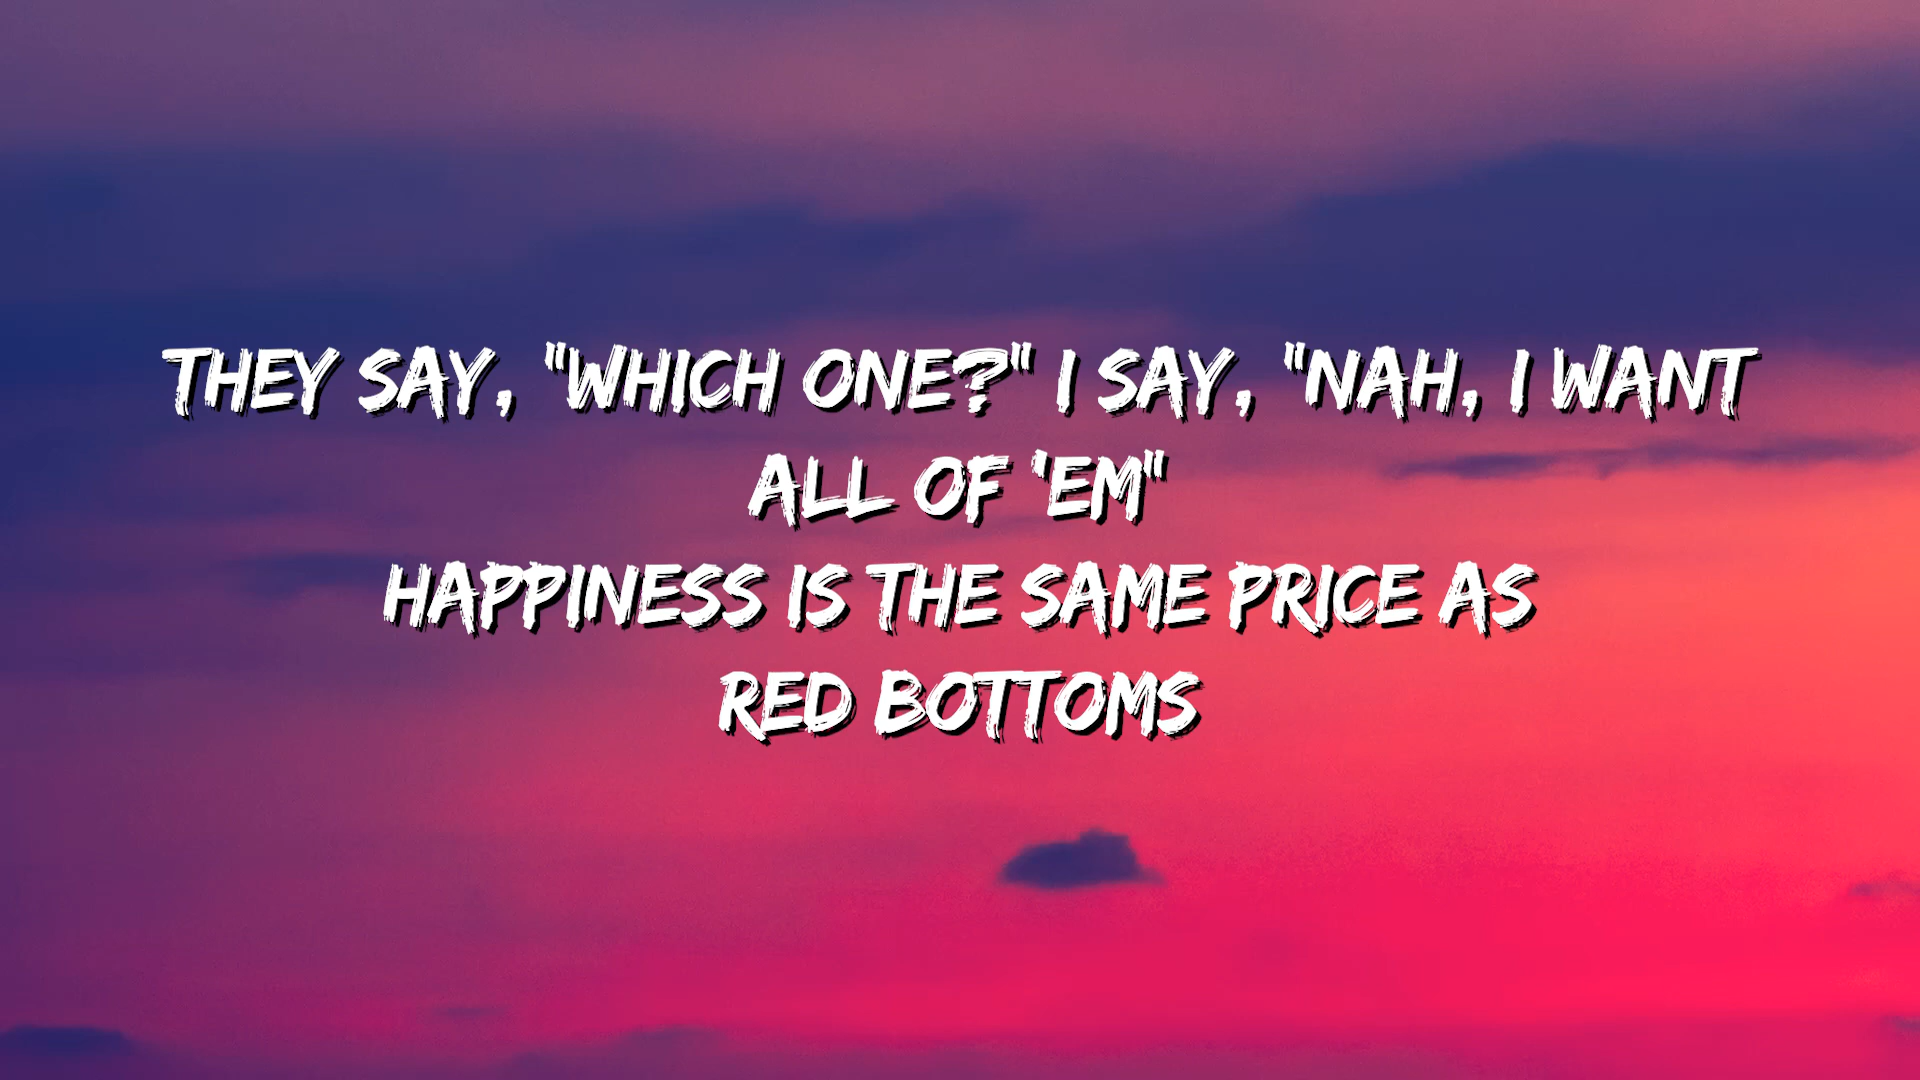 THEY SAY, "WHICH ONE?" I SAY, "NAH, I WANT
ALL OF 'EM"
HAPPINESS IS THE SAME PRICE AS
RED BOTTOMS